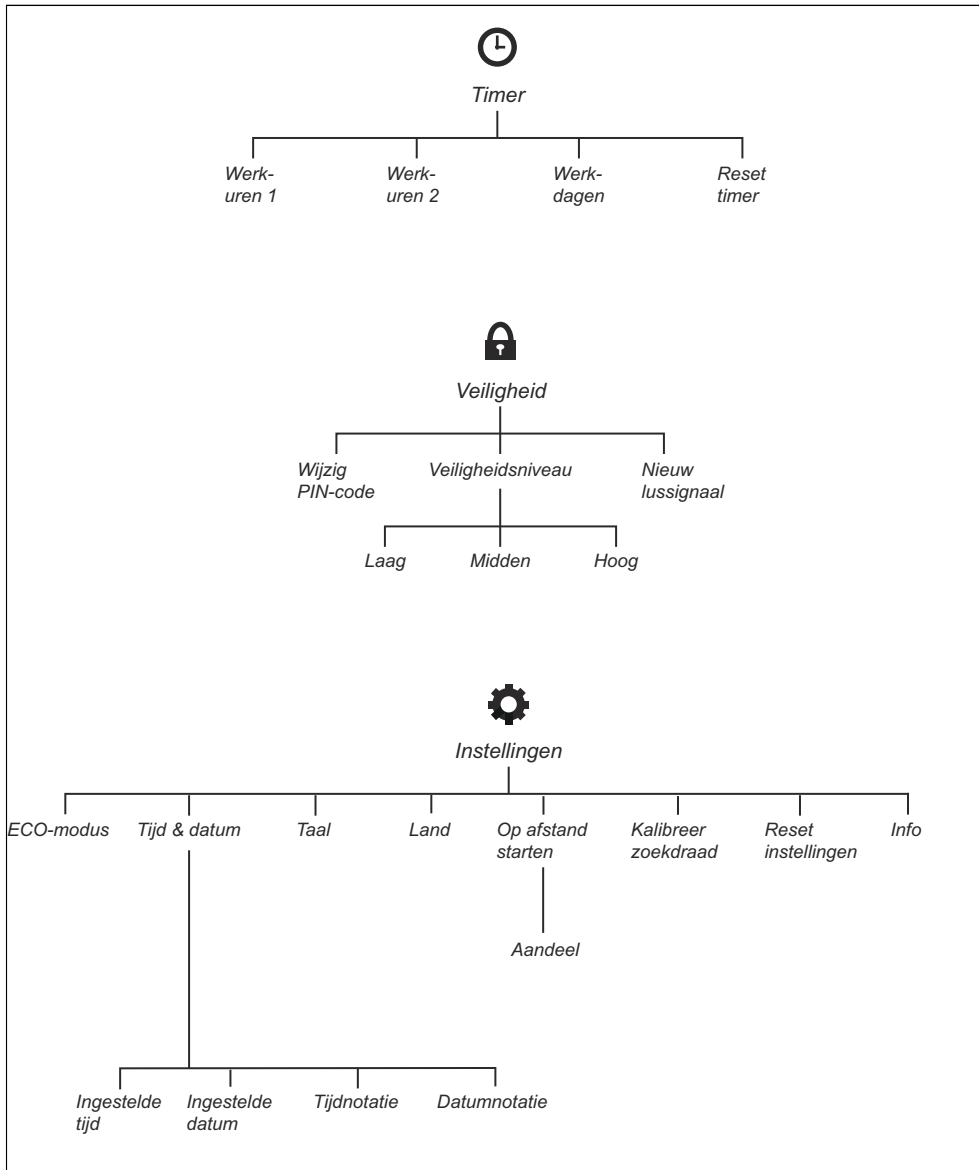 Timer
Werk-
uren 1
Werk-
uren 2
Werk-
dagen
Reset
timer
Veiligheid
Wijzig
PIN-code
Veiligheidsniveau
Nieuw
lussignaal
Laag
Midden
Hoog
Instellingen
ECO-modus
Tijd & datum
Taal
Land
Op afstand
starten
Kalibreer
zoekdraad
Reset
instellingen
Info
Aandeel
Ingestelde
tijd
Ingestelde
datum
Tijdnotatie
Datumnotatie